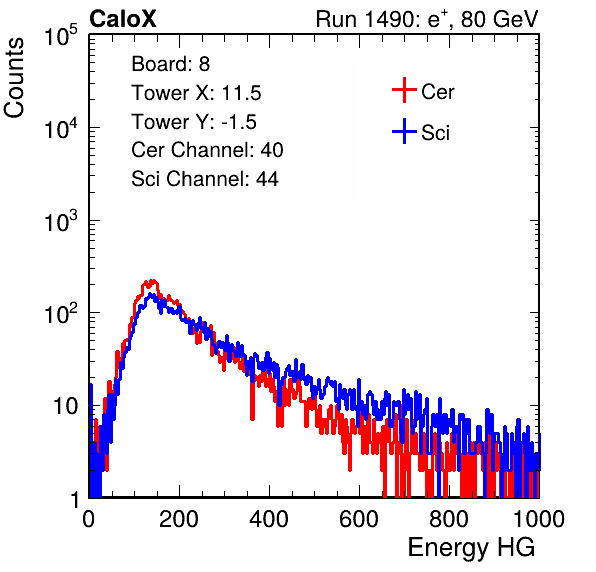 CaloX Run 1490: e⁺, 80 GeV
Counts
10⁵
10⁴
10³
10²
10
1
Board: 8
Tower X: 11.5
Tower Y: -1.5
Cer Channel: 40
Sci Channel: 44
Cer
Sci
0 200 400 600 800 1000
Energy HG